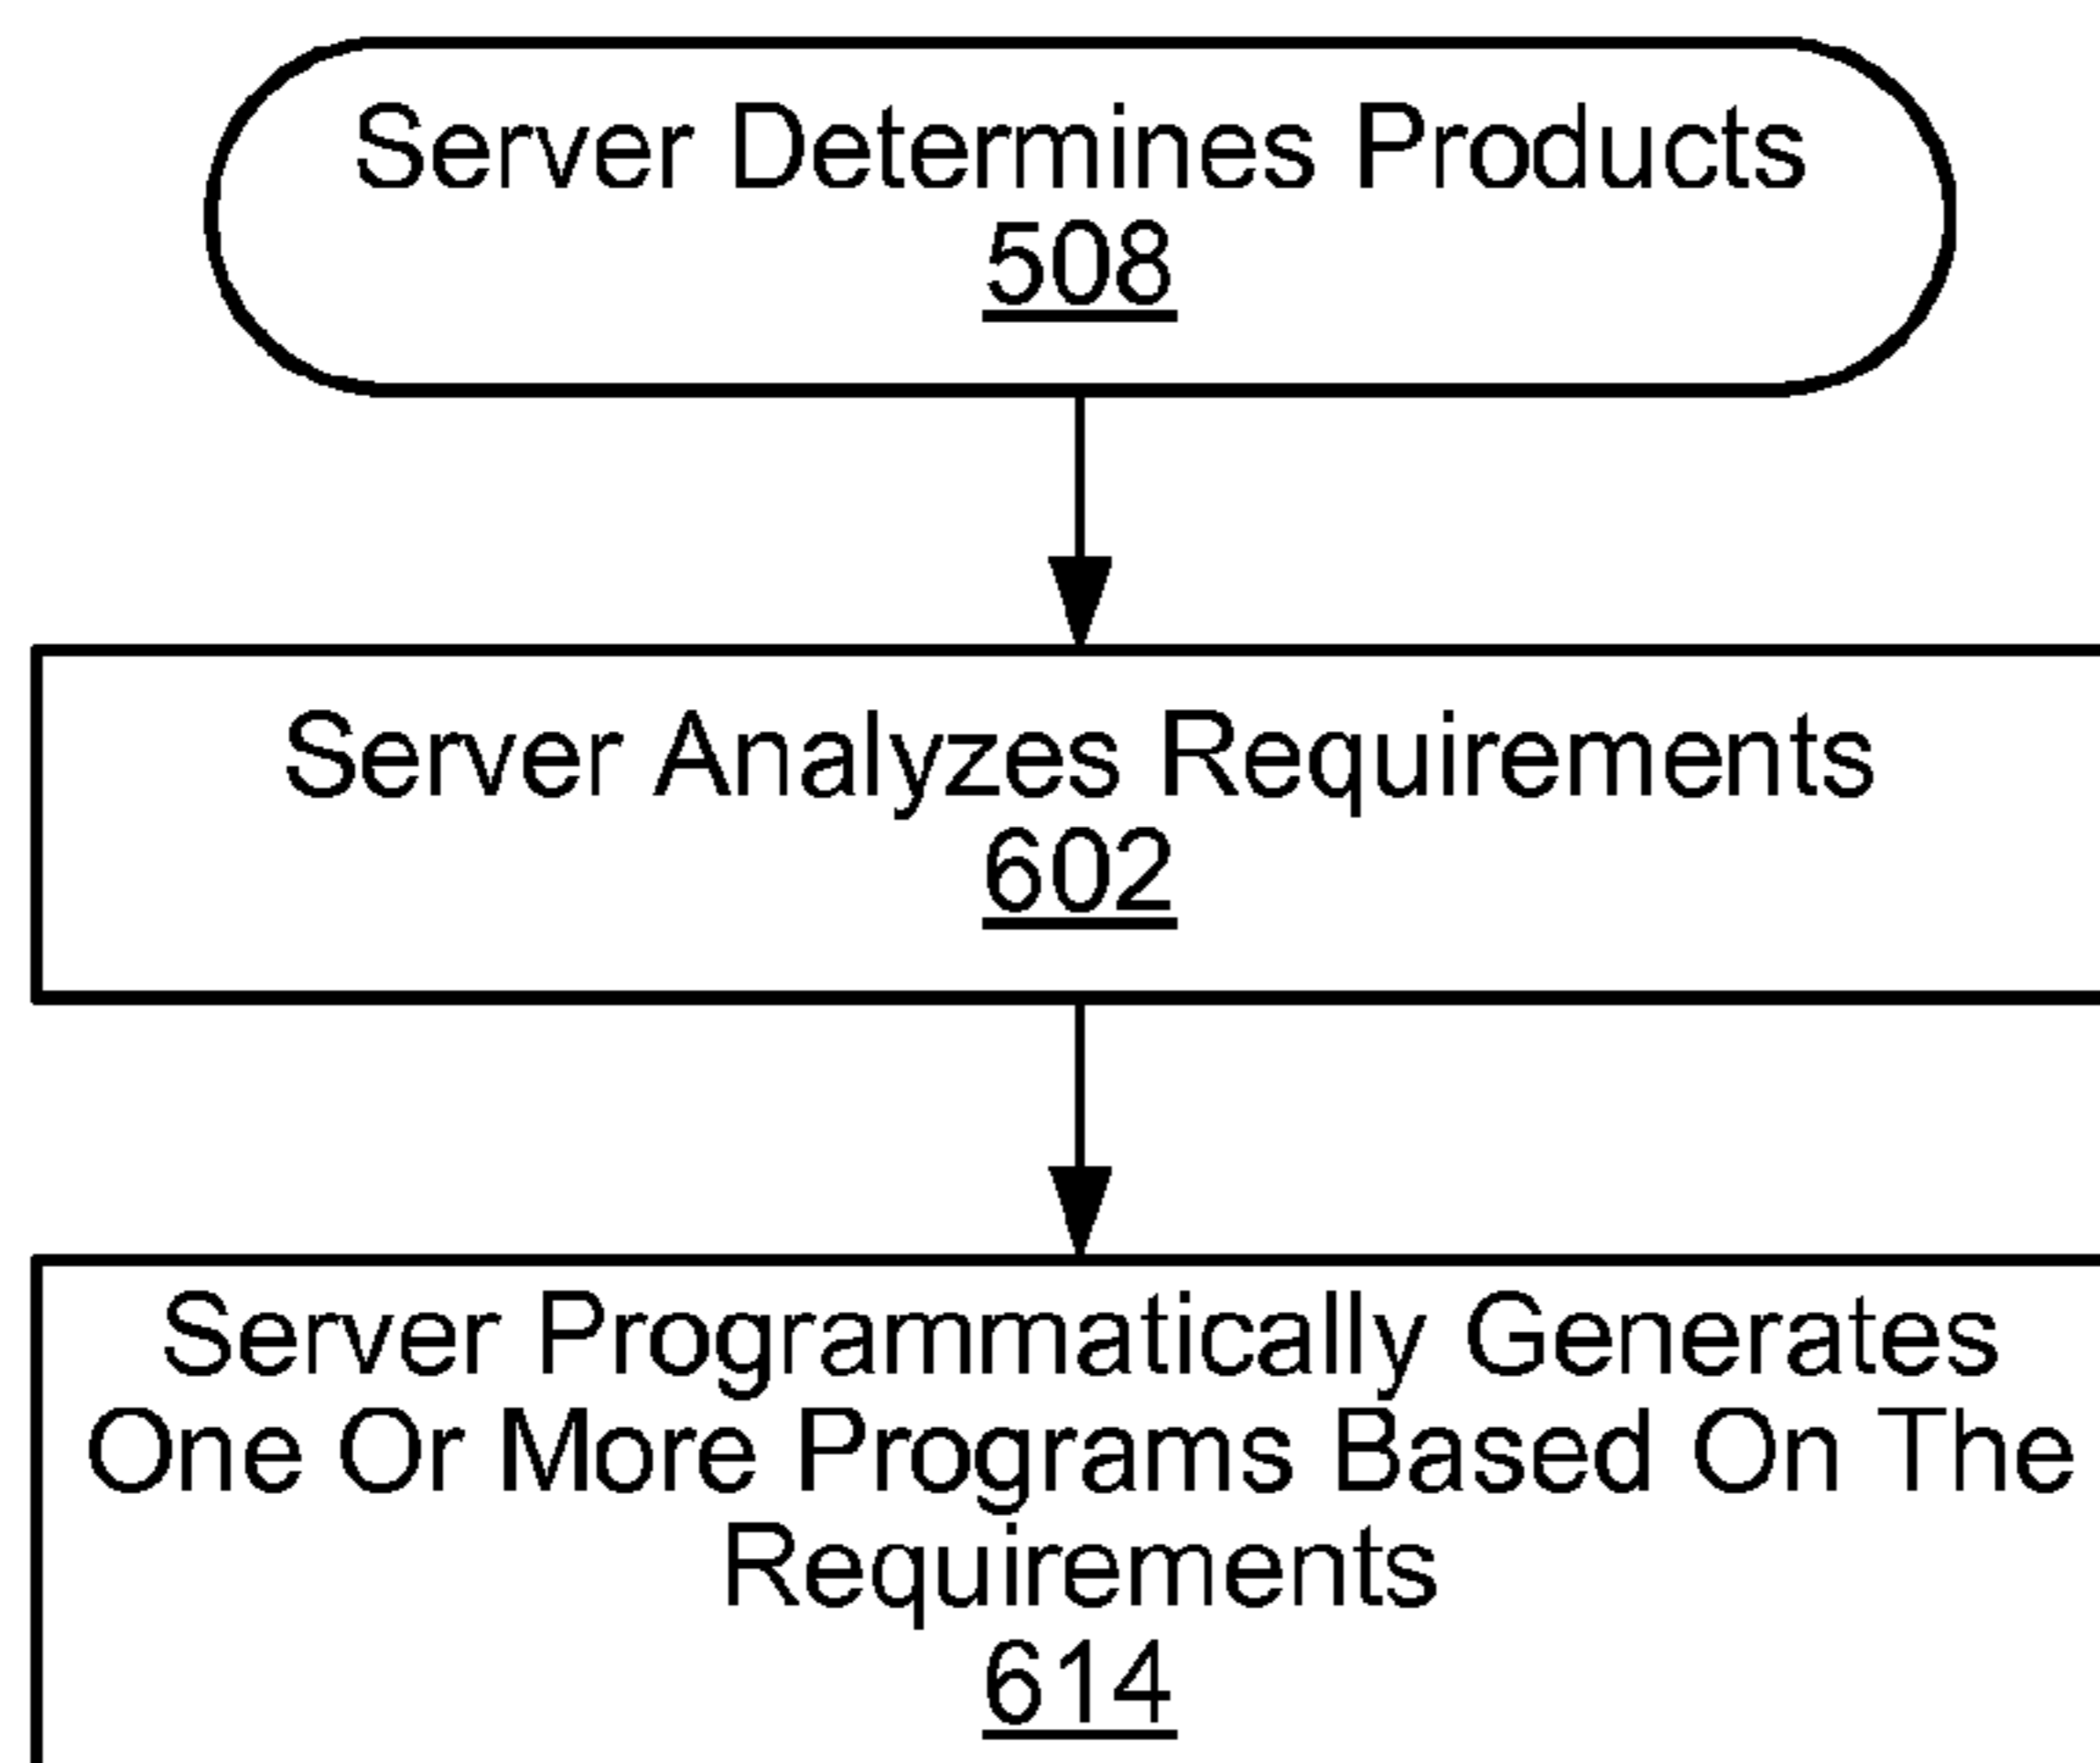 Server Determines Products
508
Server Analyzes Requirements
602
Server Programmatically Generates
One Or More Programs Based On The
Requirements
614